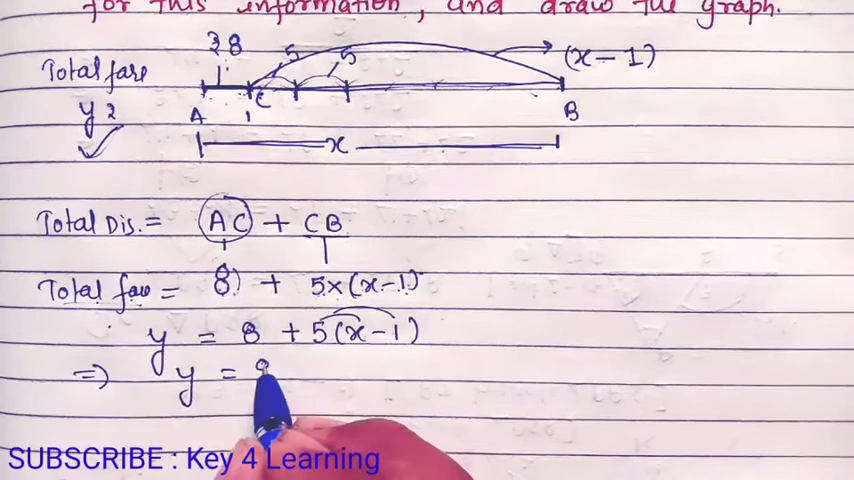 for this information, and draw the graph.
₹8 5 5 (x-1)
Total fare
A 1 C B
y
x
Total Dis. = AC + CB
Total fare = 8 + 5×(x-1)
y = 8 + 5(x-1)
=> y = 8
SUBSCRIBE : Key 4 Learning